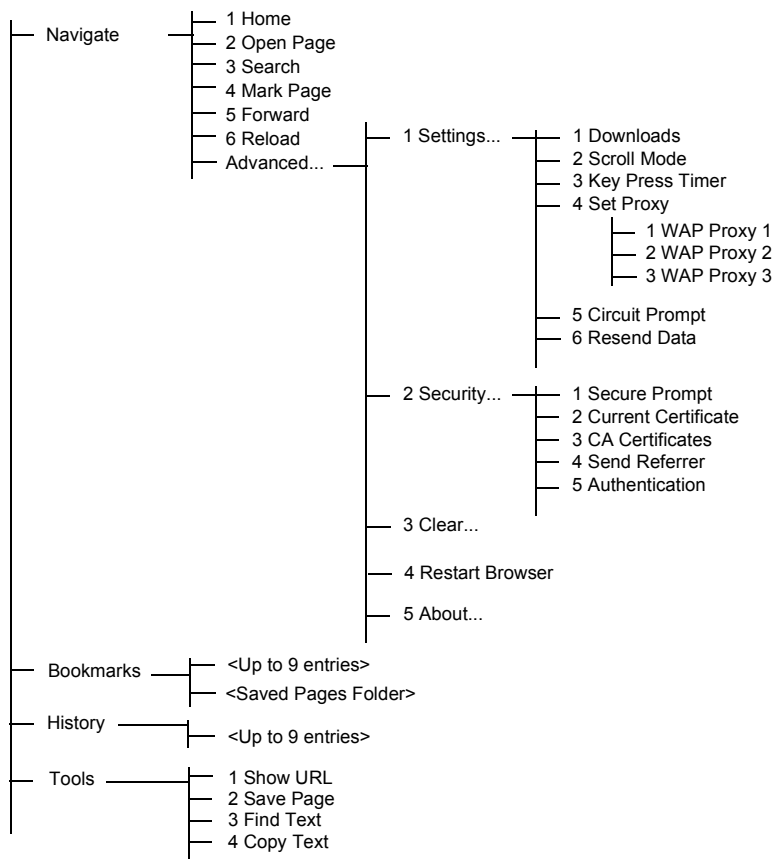 Navigate
1 Home
2 Open Page
3 Search
4 Mark Page
5 Forward
6 Reload
Advanced...
1 Settings...
1 Downloads
2 Scroll Mode
3 Key Press Timer
4 Set Proxy
1 WAP Proxy 1
2 WAP Proxy 2
3 WAP Proxy 3
5 Circuit Prompt
6 Resend Data
2 Security...
1 Secure Prompt
2 Current Certificate
3 CA Certificates
4 Send Referrer
5 Authentication
3 Clear...
4 Restart Browser
5 About...
Bookmarks
<Up to 9 entries>
<Saved Pages Folder>
History
<Up to 9 entries>
Tools
1 Show URL
2 Save Page
3 Find Text
4 Copy Text